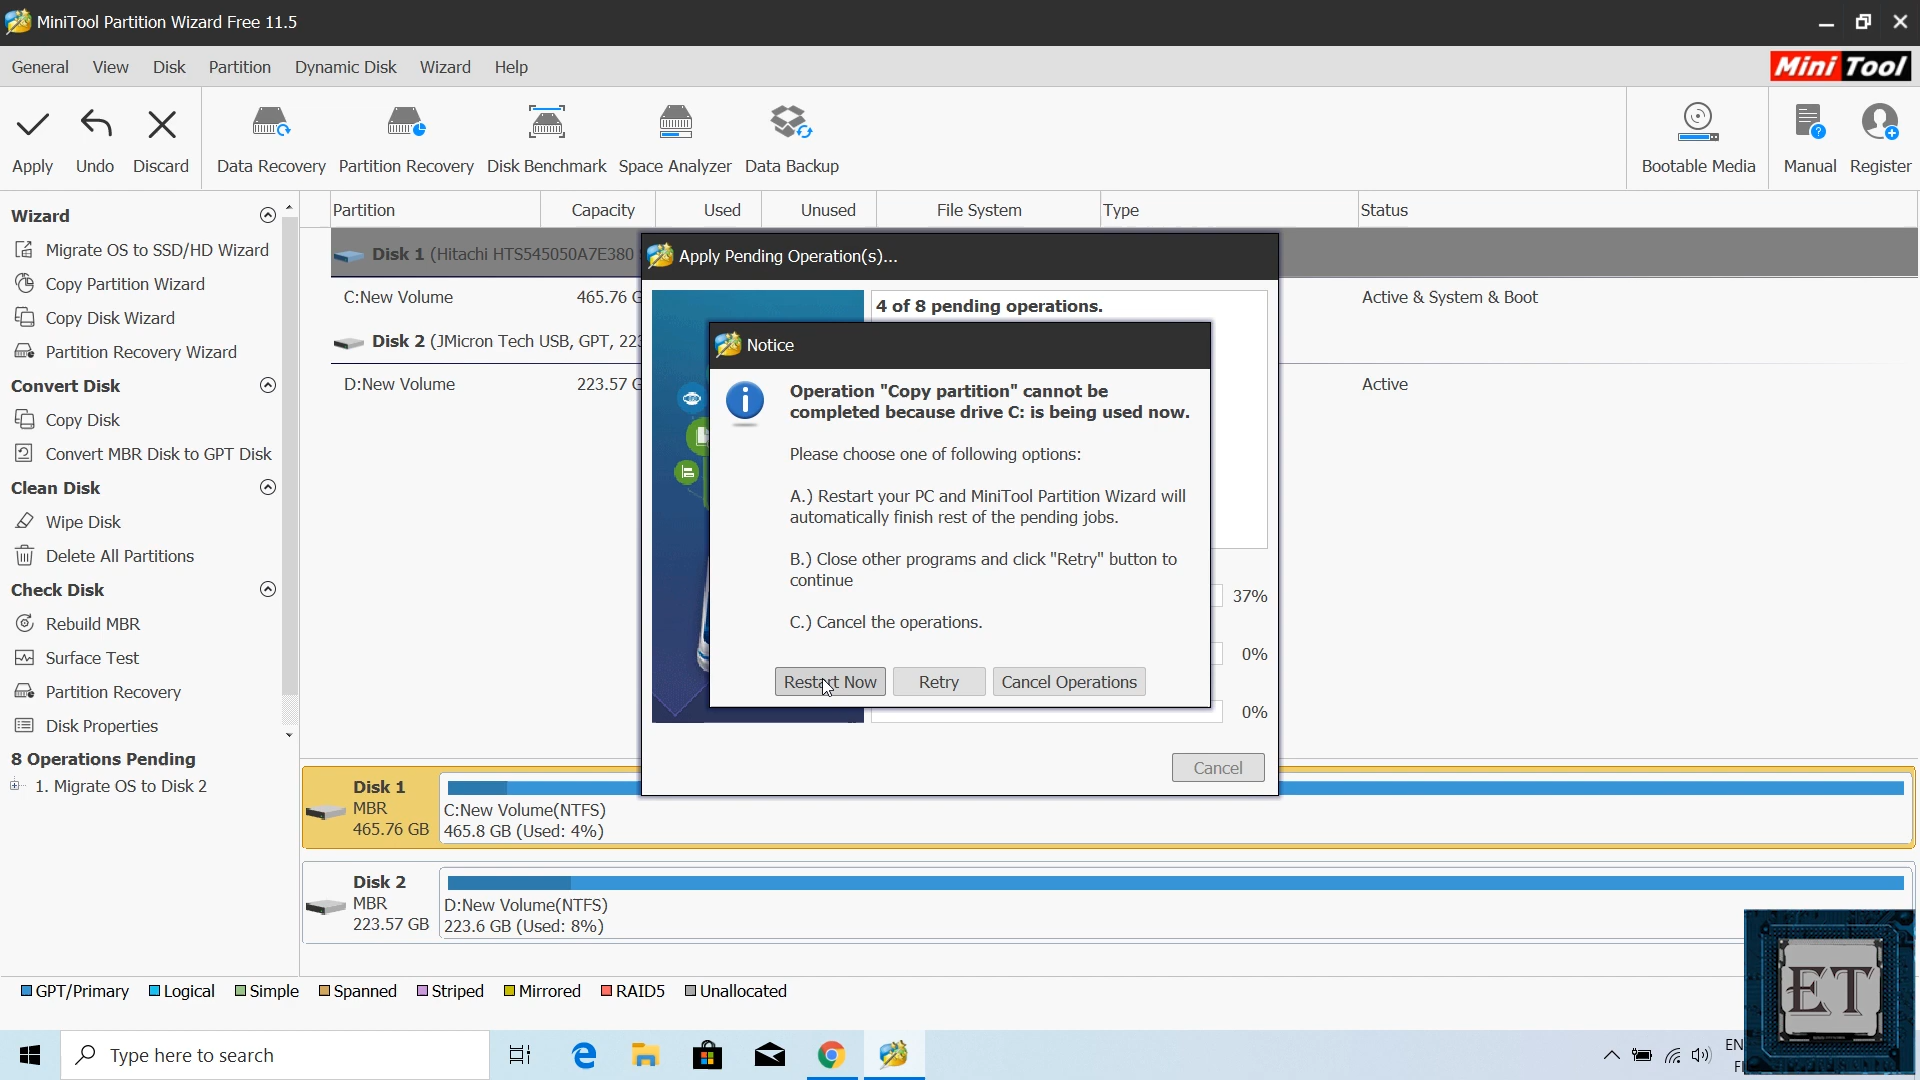 MiniTool Partition Wizard Free 11.5
General View Disk Partition Dynamic Disk Wizard Help
Mini Tool
Apply Undo Discard Data Recovery Partition Recovery Disk Benchmark Space Analyzer Data Backup Bootable Media Manual Register
Partition Capacity Used Unused File System Type Status
Wizard
Migrate OS to SSD/HD Wizard
Copy Partition Wizard
Copy Disk Wizard
Partition Recovery Wizard
Convert Disk
Copy Disk
Convert MBR Disk to GPT Disk
Clean Disk
Wipe Disk
Delete All Partitions
Check Disk
Rebuild MBR
Surface Test
Partition Recovery
Disk Properties
8 Operations Pending
1. Migrate OS to Disk 2
Disk 1 (Hitachi HTS545050A7E380
C:New Volume 465.76 G Active & System & Boot
Disk 2 (JMicron Tech USB, GPT, 223
D:New Volume 223.57 G Active
Apply Pending Operation(s)...
4 of 8 pending operations.
Notice
Operation "Copy partition" cannot be
completed because drive C: is being used now.
Please choose one of following options:
A.) Restart your PC and MiniTool Partition Wizard will
automatically finish rest of the pending jobs.
B.) Close other programs and click "Retry" button to
continue
C.) Cancel the operations.
Restart Now Retry Cancel Operations
37%
0%
0%
Cancel
Disk 1
MBR
465.76 GB
C:New Volume(NTFS)
465.8 GB (Used: 4%)
Disk 2
MBR
223.57 GB
D:New Volume(NTFS)
223.6 GB (Used: 8%)
GPT/Primary Logical Simple Spanned Striped Mirrored RAID5 Unallocated
Type here to search
EN
ET